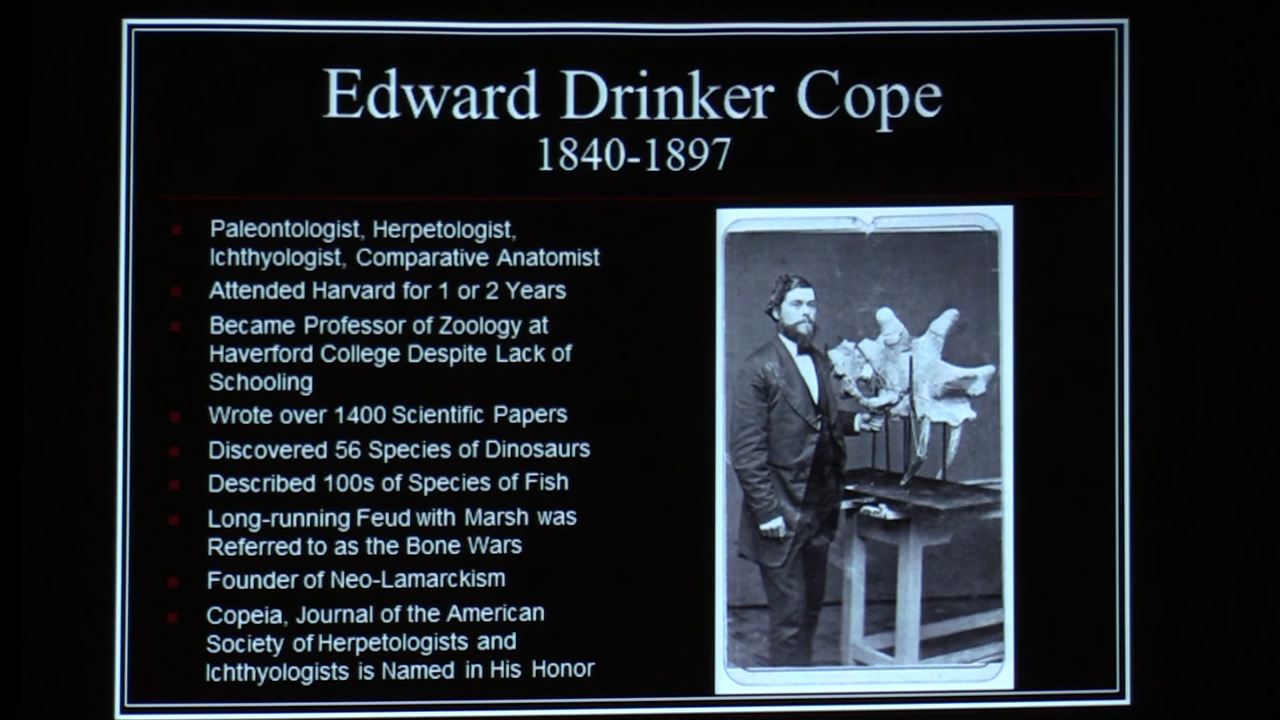 Edward Drinker Cope
1840-1897
Paleontologist, Herpetologist,
Ichthyologist, Comparative Anatomist
Attended Harvard for 1 or 2 Years
Became Professor of Zoology at
Haverford College Despite Lack of
Schooling
Wrote over 1400 Scientific Papers
Discovered 56 Species of Dinosaurs
Described 100s of Species of Fish
Long-running Feud with Marsh was
Referred to as the Bone Wars
Founder of Neo-Lamarckism
Copeia, Journal of the American
Society of Herpetologists and
Ichthyologists is Named in His Honor